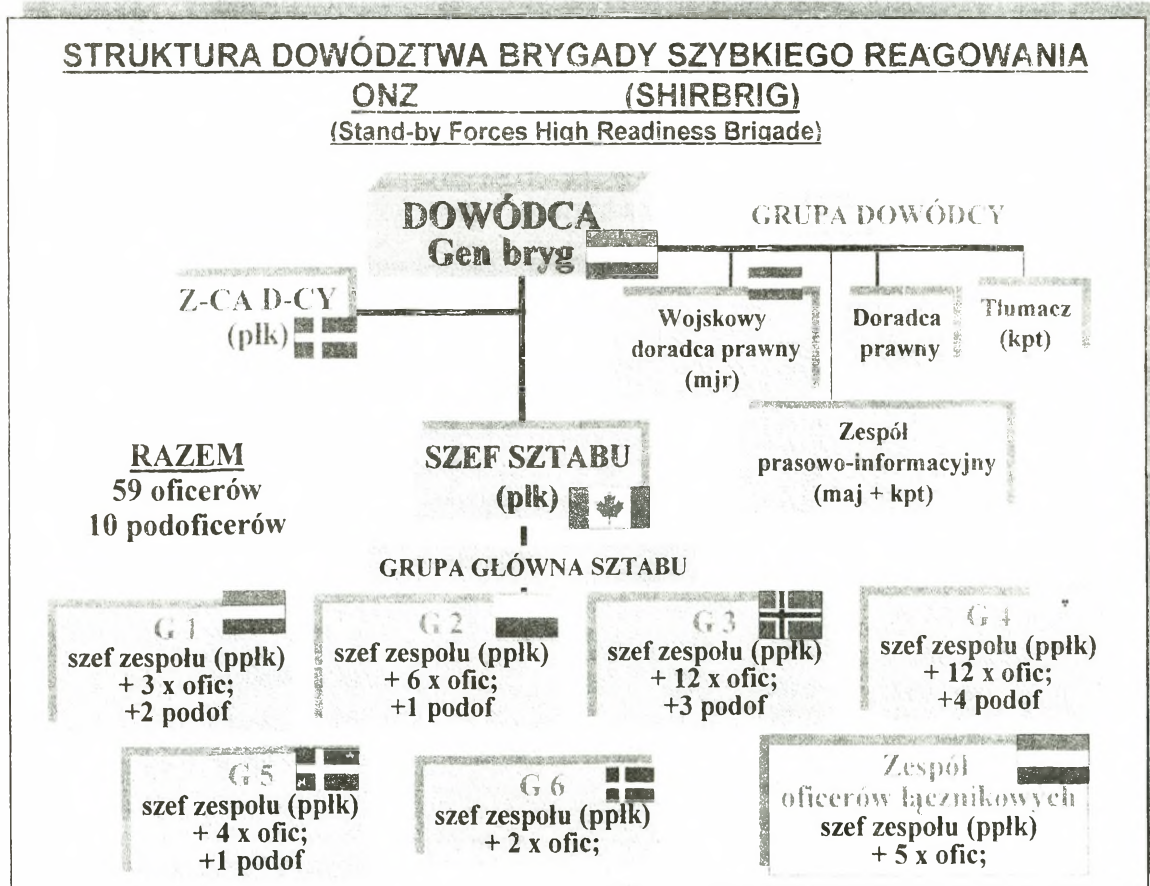 STRUKTURA DOWÓDZTWA BRYGADY SZYBKIEGO REAGOWANIA
ONZ (SHIRBRIG)
(Stand-by Forces High Readiness Brigade)
DOWÓDCA
Gen bryg
GRUPA DOWÓDCY
Z-CA D-CY
(płk)
Wojskowy
doradca prawny
(mjr)
Doradca
prawny
Tłumacz
(kpt)
Zespół
prasowo-informacyjny
(maj + kpt)
SZEF SZTABU
(płk)
RAZEM
59 oficerów
10 podoficerów
GRUPA GŁÓWNA SZTABU
G 1
szef zespołu (ppłk)
+ 3 x ofic;
+2 podof
G 2
szef zespołu (ppłk)
+ 6 x ofic;
+1 podof
G 3
szef zespołu (ppłk)
+ 12 x ofic;
+3 podof
G 4
szef zespołu (ppłk)
+ 12 x ofic;
+4 podof
G 5
szef zespołu (ppłk)
+ 4 x ofic;
+1 podof
G 6
szef zespołu (ppłk)
+ 2 x ofic;
Zespół
oficerów łącznikowych
szef zespołu (ppłk)
+ 5 x ofic;